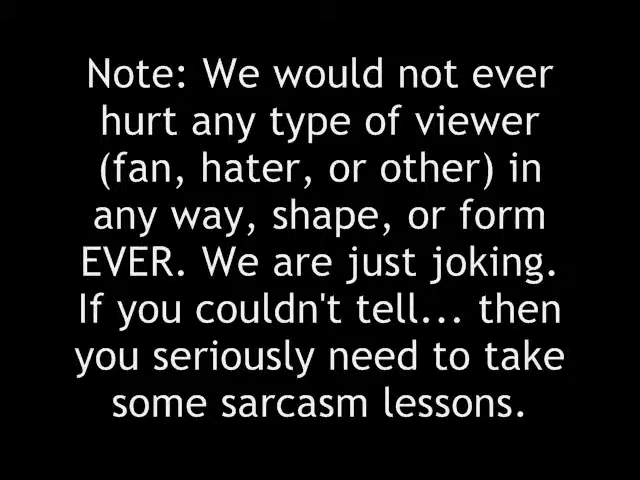 Note: We would not ever
hurt any type of viewer
(fan, hater, or other) in
any way, shape, or form
EVER. We are just joking.
If you couldn't tell... then
you seriously need to take
some sarcasm lessons.